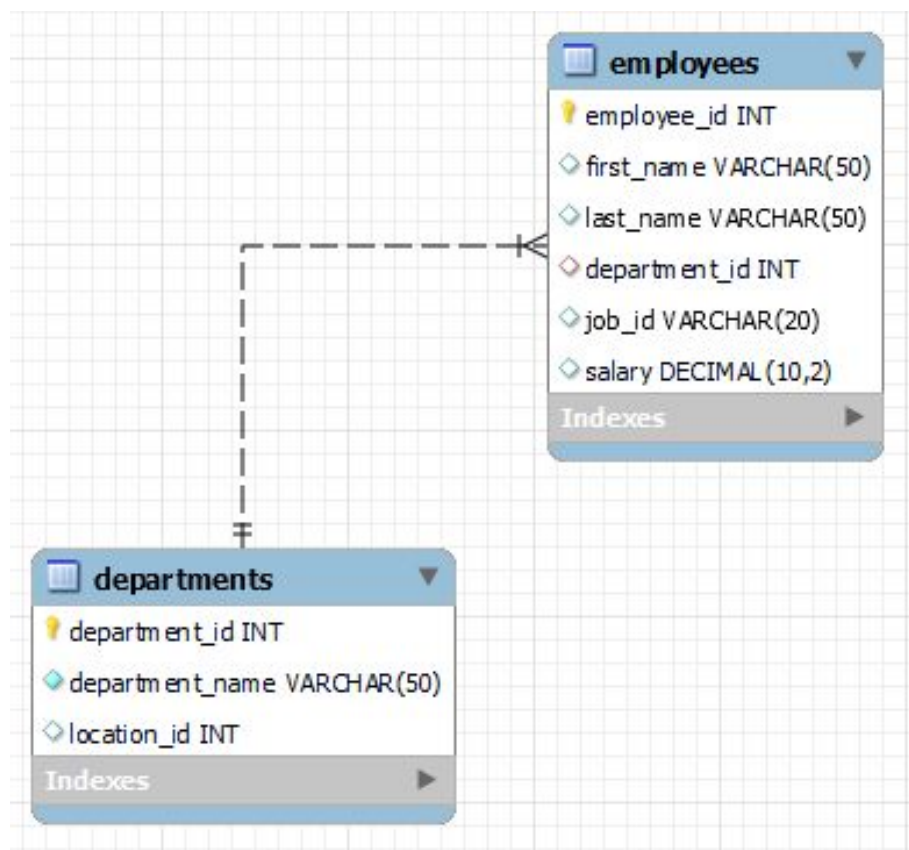 employees
employee_id INT
first_name VARCHAR(50)
last_name VARCHAR(50)
department_id INT
job_id VARCHAR(20)
salary DECIMAL(10,2)
Indexes
departments
department_id INT
department_name VARCHAR(50)
location_id INT
Indexes